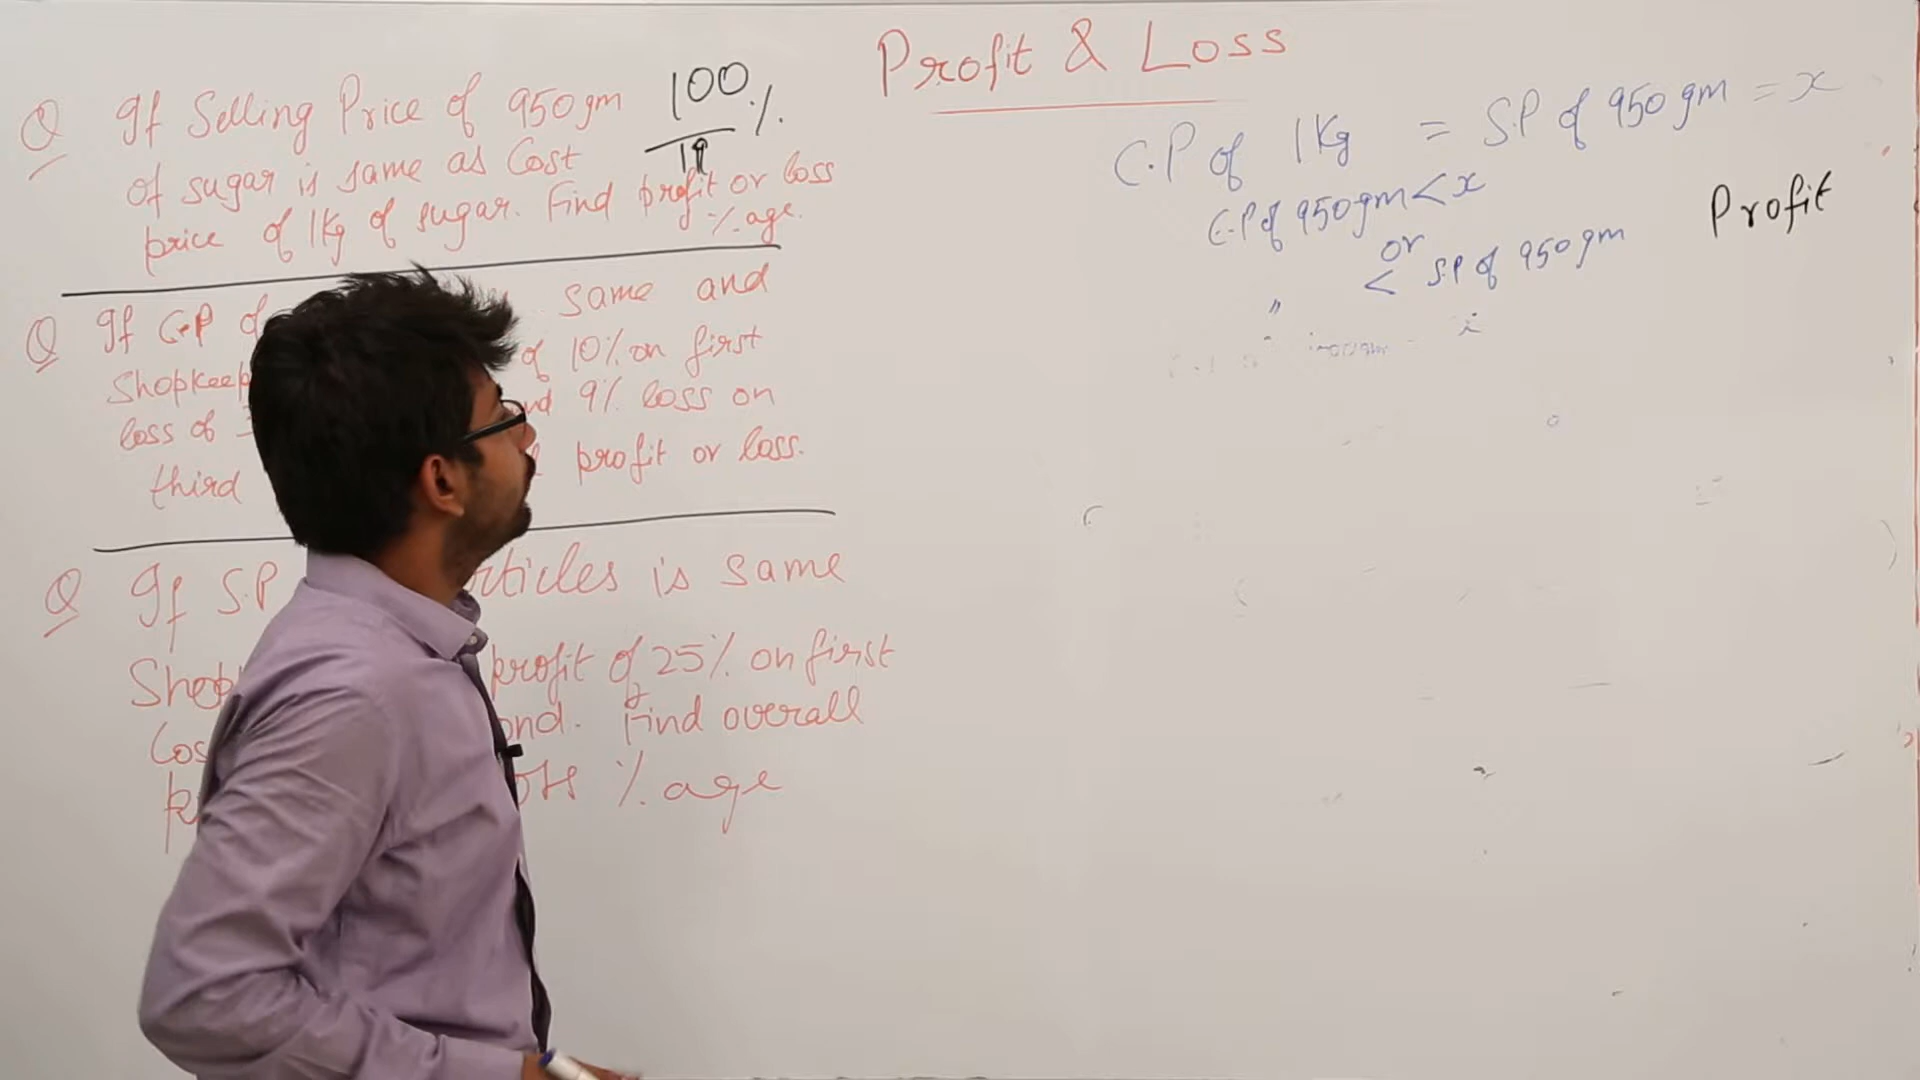 Profit & Loss
Q If Selling Price of 950gm
of sugar is same as Cost
price of 1Kg of sugar. Find profit or loss
%age.
100/19 %
Q If C.P of same and
Shopkeep of 10% on first
loss of and 9% loss on
third profit or loss.
Q If S.P rticles is same
Shop profit of 25% on first
Cos ond. Find overall
oss %age
C.P of 1Kg = S.P of 950gm = x
C.P of 950gm < x
or
" < S.P of 950gm
Profit